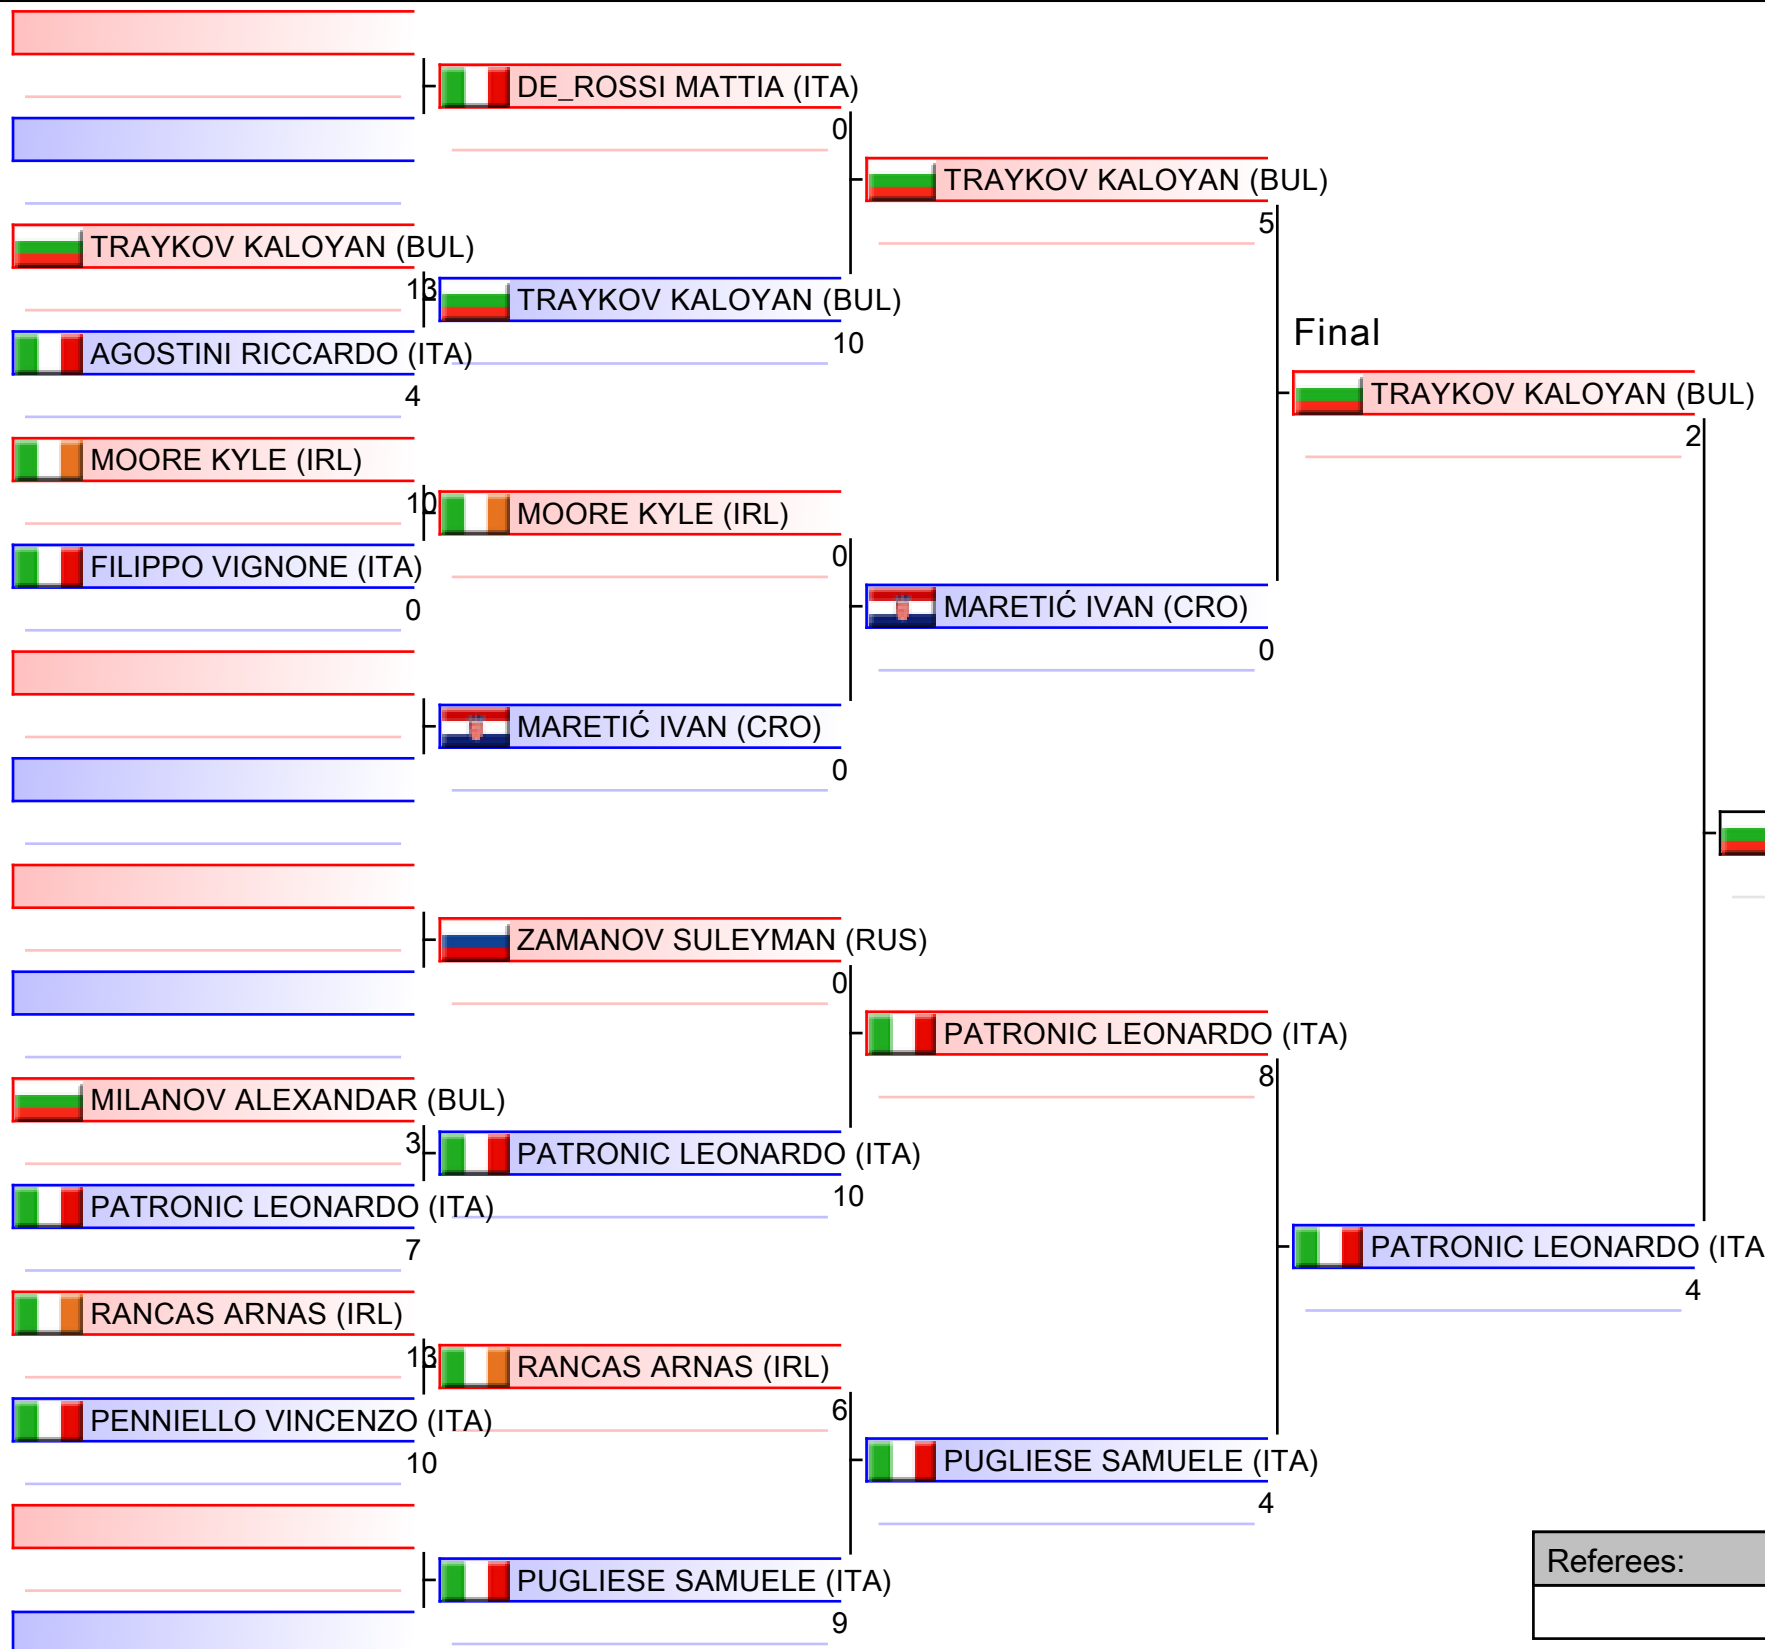 DE_ROSSI MATTIA (ITA)
0
TRAYKOV KALOYAN (BUL)
5
TRAYKOV KALOYAN (BUL)
13
TRAYKOV KALOYAN (BUL)
10
AGOSTINI RICCARDO (ITA)
4
Final
TRAYKOV KALOYAN (BUL)
2
MOORE KYLE (IRL)
10
MOORE KYLE (IRL)
0
FILIPPO VIGNONE (ITA)
0
MARETIĆ IVAN (CRO)
0
MARETIĆ IVAN (CRO)
0
ZAMANOV SULEYMAN (RUS)
0
PATRONIC LEONARDO (ITA)
8
MILANOV ALEXANDAR (BUL)
3
PATRONIC LEONARDO (ITA)
10
PATRONIC LEONARDO (ITA)
7
PATRONIC LEONARDO (ITA
4
RANCAS ARNAS (IRL)
13
RANCAS ARNAS (IRL)
6
PENNIELLO VINCENZO (ITA)
10
PUGLIESE SAMUELE (ITA)
4
PUGLIESE SAMUELE (ITA)
9
Referees: